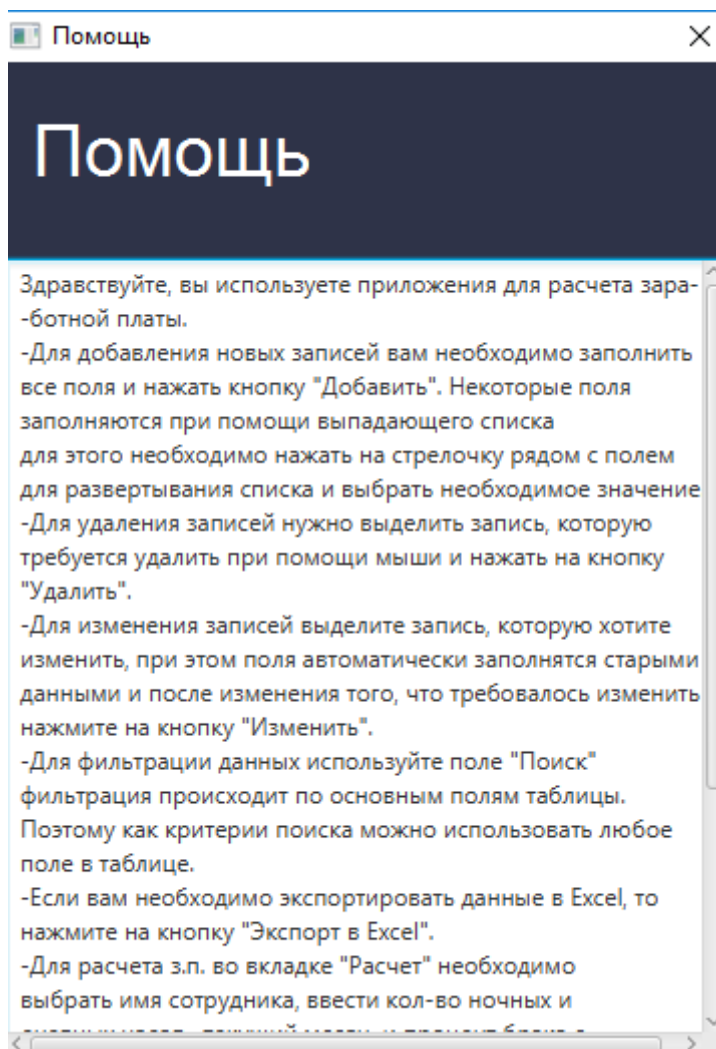 Помощь
Помощь
Здравствуйте, вы используете приложения для расчета зара-
-ботной платы.
-Для добавления новых записей вам необходимо заполнить
все поля и нажать кнопку "Добавить". Некоторые поля
заполняются при помощи выпадающего списка
для этого необходимо нажать на стрелочку рядом с полем
для развертывания списка и выбрать необходимое значение
-Для удаления записей нужно выделить запись, которую
требуется удалить при помощи мыши и нажать на кнопку
"Удалить".
-Для изменения записей выделите запись, которую хотите
изменить, при этом поля автоматически заполнятся старыми
данными и после изменения того, что требовалось изменить
нажмите на кнопку "Изменить".
-Для фильтрации данных используйте поле "Поиск"
фильтрация происходит по основным полям таблицы.
Поэтому как критерии поиска можно использовать любое
поле в таблице.
-Если вам необходимо экспортировать данные в Excel, то
нажмите на кнопку "Экспорт в Excel".
-Для расчета з.п. во вкладке "Расчет" необходимо
выбрать имя сотрудника, ввести кол-во ночных и